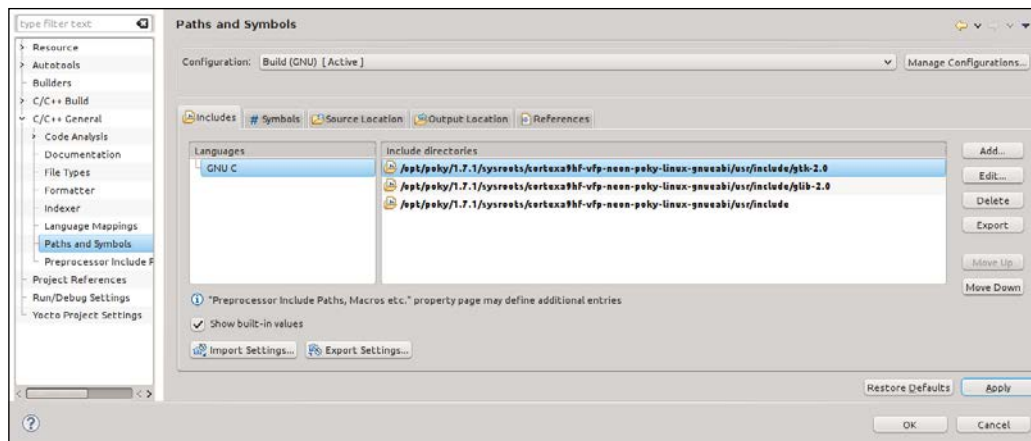 type filter text
Paths and Symbols
Resource
Autotools
Builders
C/C++ Build
C/C++ General
Code Analysis
Documentation
File Types
Formatter
Indexer
Language Mappings
Paths and Symbols
Preprocessor Include P
Project References
Run/Debug Settings
Yocto Project Settings
Configuration: Build (GNU) [ Active ]
Manage Configurations...
Includes # Symbols Source Location Output Location References
Languages
GNU C
Include directories
/opt/poky/1.7.1/sysroots/cortexa9hf-vfp-neon-poky-linux-gnueabi/usr/include/gtk-2.0
/opt/poky/1.7.1/sysroots/cortexa9hf-vfp-neon-poky-linux-gnueabi/usr/include/glib-2.0
/opt/poky/1.7.1/sysroots/cortexa9hf-vfp-neon-poky-linux-gnueabi/usr/include
Add...
Edit...
Delete
Export
Move Up
Move Down
"Preprocessor Include Paths, Macros etc." property page may define additional entries
Show built-in values
Import Settings... Export Settings...
Restore Defaults Apply
OK Cancel